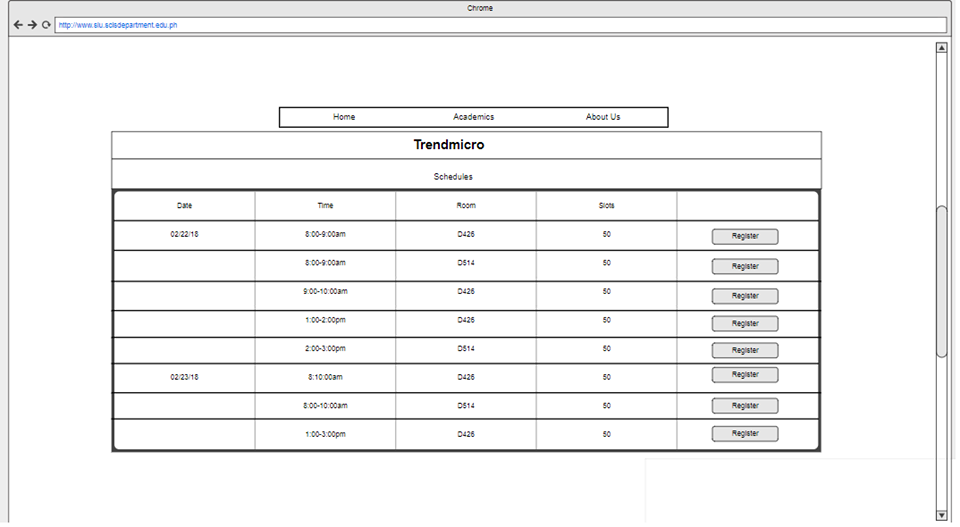 Chrome
http://www.slu.scisdepartment.edu.ph
Home Academics About Us
Trendmicro
Schedules
Date Time Room Slots
02/22/18 8:00-9:00am D426 50 Register
8:00-9:00am D514 50 Register
9:00-10:00am D426 50 Register
1:00-2:00pm D426 50 Register
2:00-3:00pm D514 50 Register
02/23/18 8:10:00am D426 50 Register
8:00-10:00am D514 50 Register
1:00-3:00pm D426 50 Register